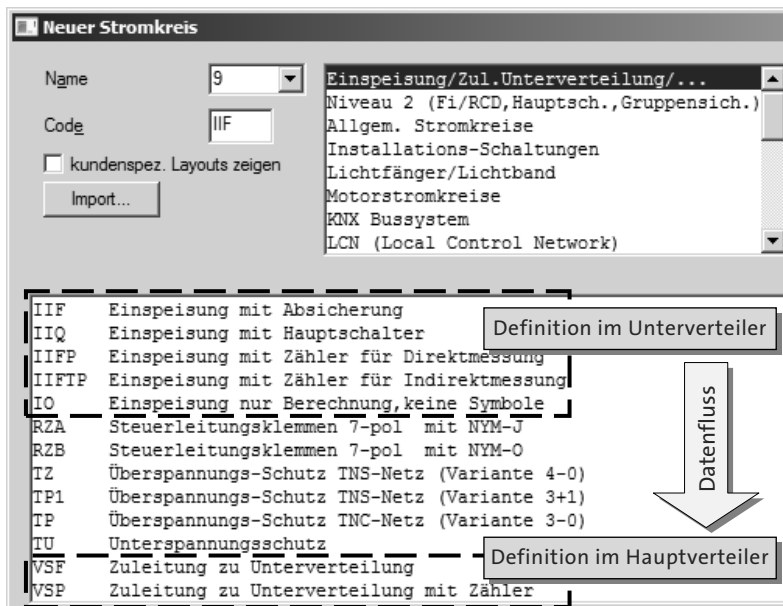 Neuer Stromkreis
Name 9
Code IIF
kundenspez. Layouts zeigen
Import...
Einspeisung/Zul.Unterverteilung/...
Niveau 2 (Fi/RCD,Hauptsch.,Gruppensich.)
Allgem. Stromkreise
Installations-Schaltungen
Lichtfänger/Lichtband
Motorstromkreise
KNX Bussystem
LCN (Local Control Network)
IIF Einspeisung mit Absicherung
IIQ Einspeisung mit Hauptschalter
IIFP Einspeisung mit Zähler für Direktmessung
IIFTP Einspeisung mit Zähler für Indirektmessung
IO Einspeisung nur Berechnung,keine Symbole
RZA Steuerleitungsklemmen 7-pol mit NYM-J
RZB Steuerleitungsklemmen 7-pol mit NYM-O
TZ Überspannungs-Schutz TNS-Netz (Variante 4-0)
TP1 Überspannungs-Schutz TNS-Netz (Variante 3+1)
TP Überspannungs-Schutz TNC-Netz (Variante 3-0)
TU Unterspannungsschutz
VSF Zuleitung zu Unterverteilung
VSP Zuleitung zu Unterverteilung mit Zähler
Definition im Unterverteiler
Datenfluss
Definition im Hauptverteiler